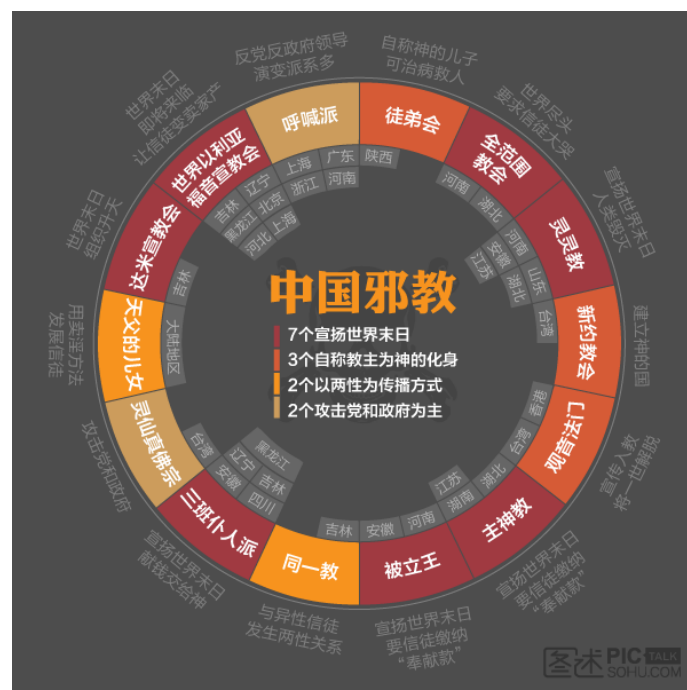 中国邪教
7个宣扬世界末日
3个自称教主为神的化身
2个以两性为传播方式
2个攻击党和政府为主
自称神的儿子
可治病救人
徒弟会
陕西
世界尽头
要求信徒大哭
全范围
教会
河南
湖北
宣扬世界末日
人类毁灭
灵灵教
河南
山东
安徽
湖北
江苏
建立神的国
新约教会
台湾
宣传入教
将一世解脱
观音法门
香港
台湾
宣扬世界末日
要信徒缴纳
“奉献款”
主神教
湖北
湖南
江苏
宣扬世界末日
要信徒缴纳
“奉献款”
被立王
河南
安徽
与异性信徒
发生两性关系
同一教
吉林
宣扬世界末日
献钱交给神
三班仆人派
黑龙江
辽宁
吉林
安徽
四川
攻击党和政府
灵仙真佛宗
台湾
用卖淫方法
发展信徒
天父的儿女
大陆地区
世界末日
组织升天
达米宣教会
吉林
世界末日
即将来临
让信徒变卖家产
世界以利亚
福音宣教会
吉林
辽宁
黑龙江
北京
河北
上海
反党反政府领导
演变派系多
呼喊派
上海
广东
浙江
河南
图术 PIC TALK
SOHU.COM